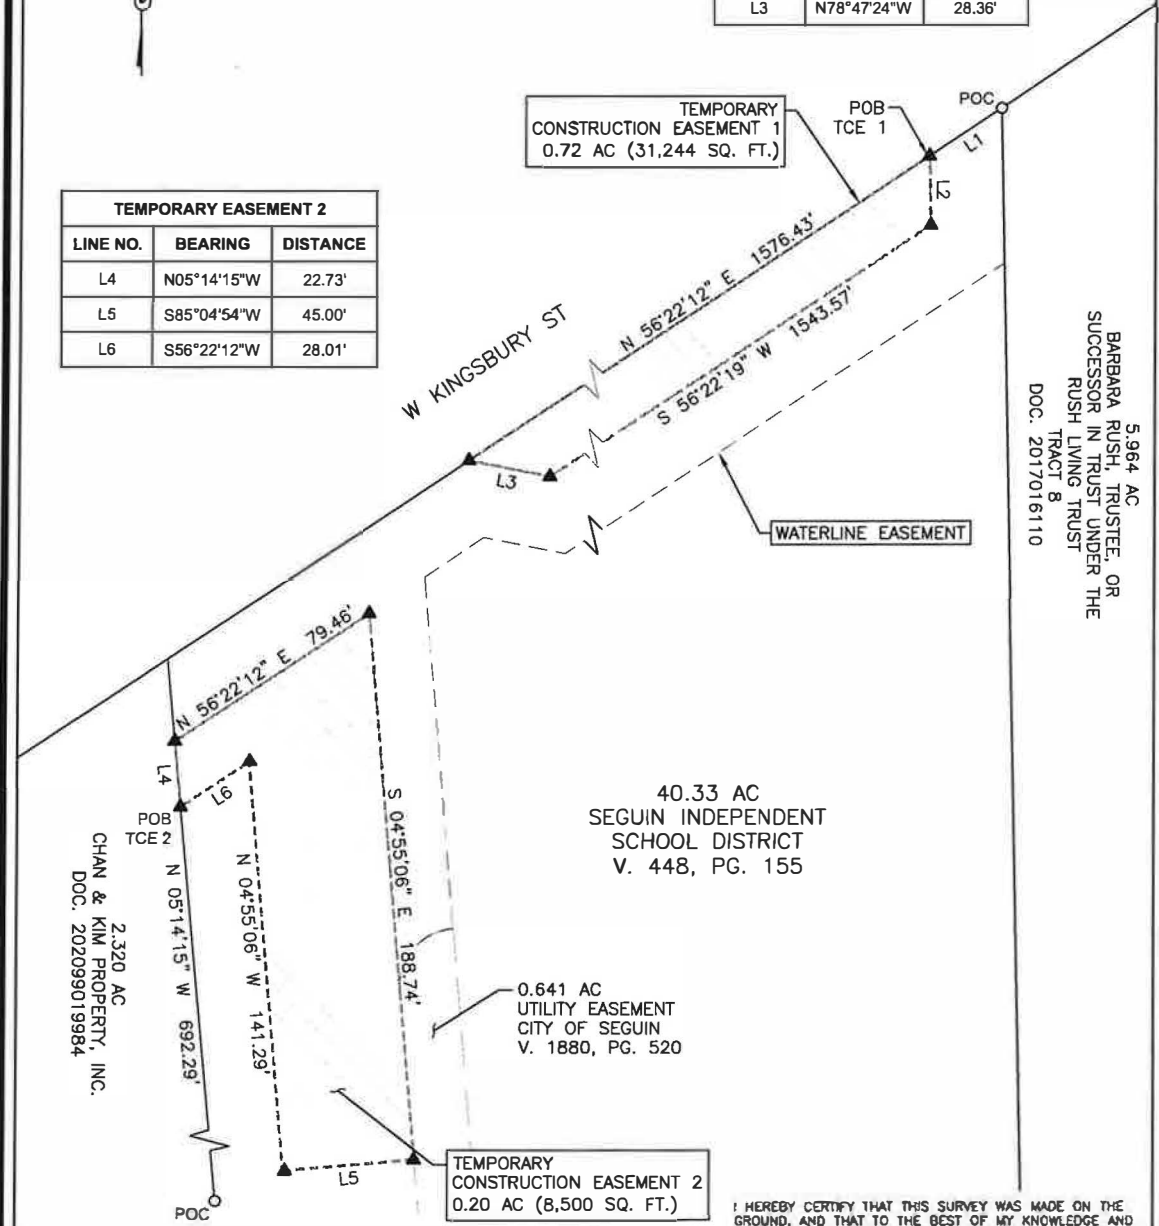 L3 N78°47'24"W 28.36'
TEMPORARY
CONSTRUCTION EASEMENT 1
0.72 AC (31,244 SQ. FT.)
POB
TCE 1
POC
L1
L2
TEMPORARY EASEMENT 2
LINE NO. BEARING DISTANCE
L4 N05°14'15"W 22.73'
L5 S85°04'54"W 45.00'
L6 S56°22'12"W 28.01'
N 56°22'12" E 1576.43'
S 56°22'19" W 1543.57'
W KINGSBURY ST
L3
WATERLINE EASEMENT
5.964 AC
BARBARA RUSH, TRUSTEE, OR
SUCCESSOR IN TRUST UNDER THE
RUSH LIVING TRUST
TRACT 8
DOC. 2017016110
N 56°22'12" E 79.46'
L4
L6
POB
TCE 2
S 04°55'06" E 188.74'
N 04°55'06" W 141.29'
N 05°14'15" W 692.29'
40.33 AC
SEGUIN INDEPENDENT
SCHOOL DISTRICT
V. 448, PG. 155
2.320 AC
CHAN & KIM PROPERTY, INC.
DOC. 202099019984
0.641 AC
UTILITY EASEMENT
CITY OF SEGUIN
V. 1880, PG. 520
L5
TEMPORARY
CONSTRUCTION EASEMENT 2
0.20 AC (8,500 SQ. FT.)
POC
I HEREBY CERTIFY THAT THIS SURVEY WAS MADE ON THE
GROUND, AND THAT TO THE BEST OF MY KNOWLEDGE AND